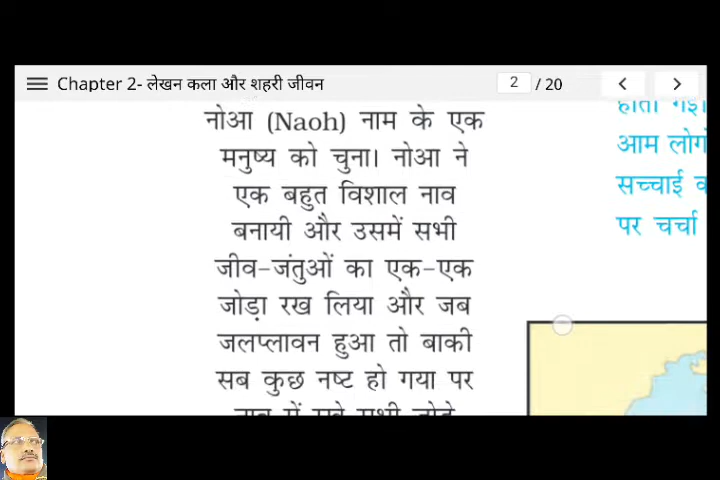 Chapter 2- लेखन कला और शहरी जीवन
2 / 20
नोआ (Naoh) नाम के एक
मनुष्य को चुना। नोआ ने
एक बहुत विशाल नाव
बनायी और उसमें सभी
जीव-जंतुओं का एक-एक
जोड़ा रख लिया और जब
जलप्लावन हुआ तो बाकी
सब कुछ नष्ट हो गया पर
होती गई।
आम लोगों
सच्चाई
पर चर्चा